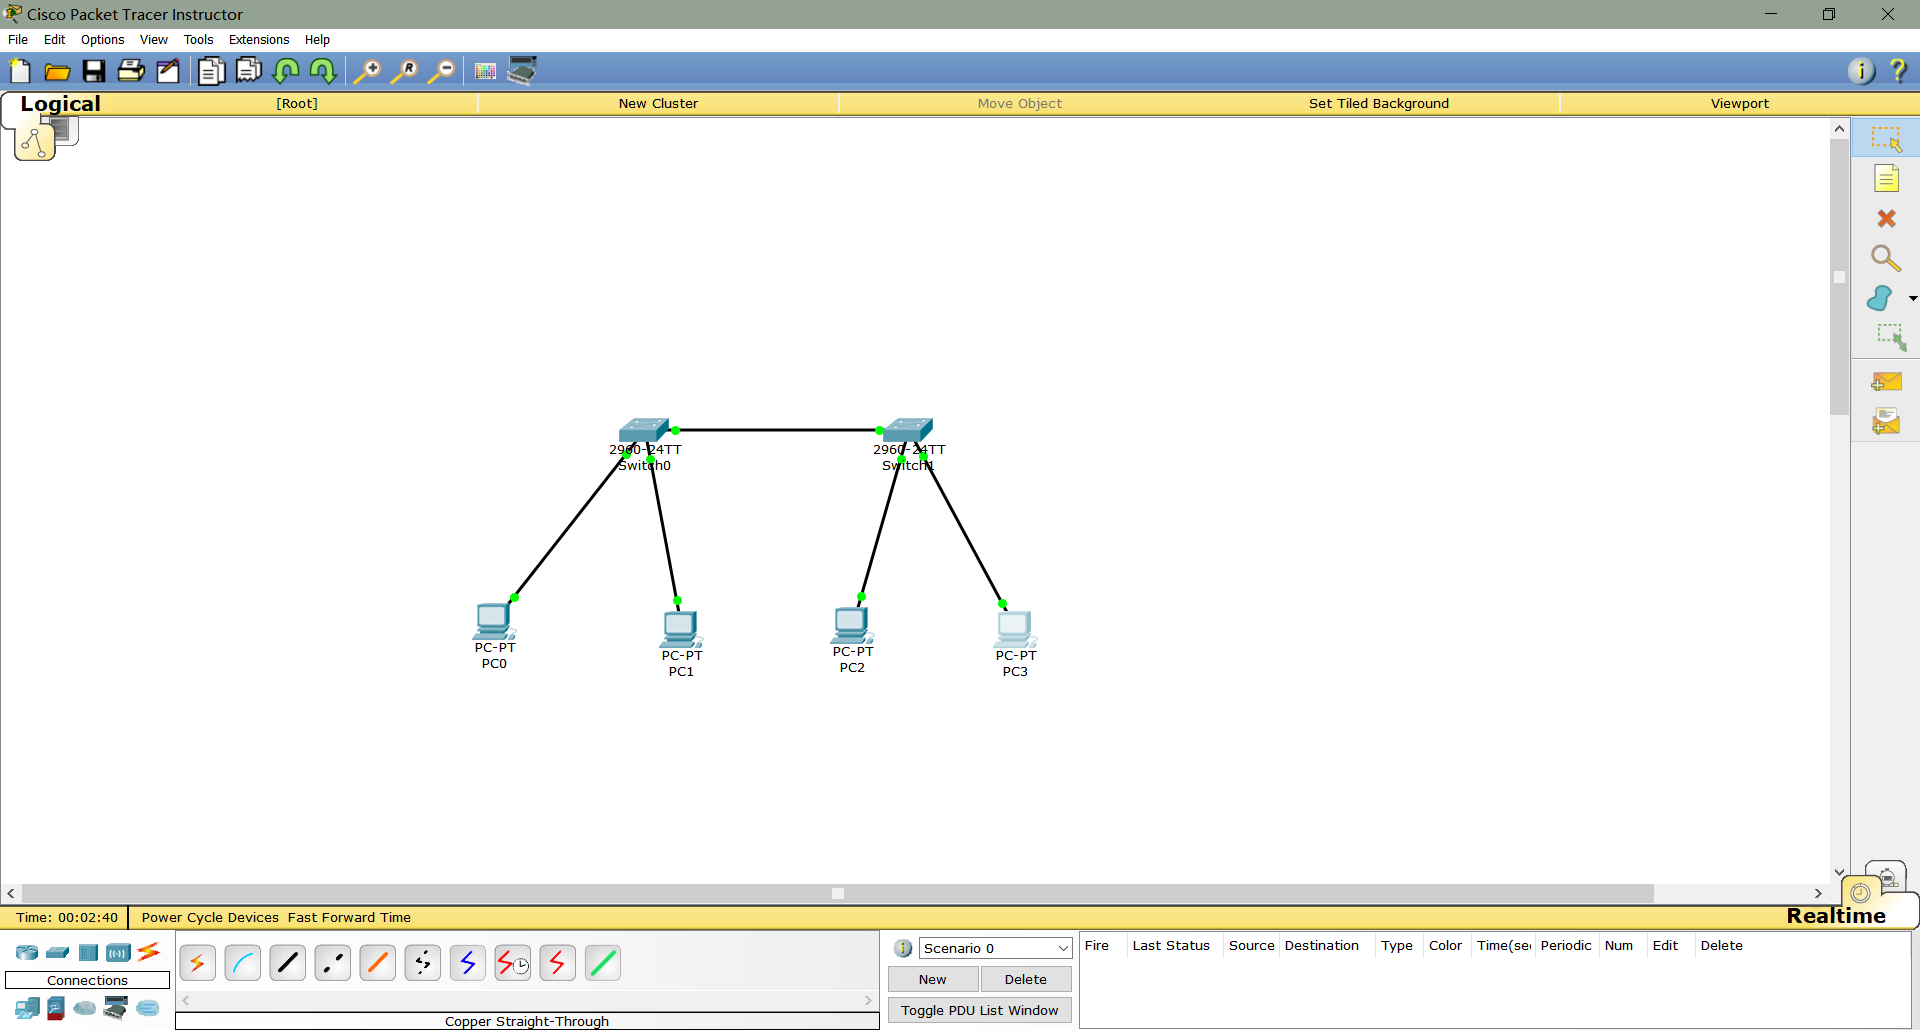 Cisco Packet Tracer Instructor
File Edit Options View Tools Extensions Help
Logical [Root] New Cluster Move Object Set Tiled Background Viewport
2960-24TT
Switch0
2960-24TT
Switch1
PC-PT
PC0
PC-PT
PC1
PC-PT
PC2
PC-PT
PC3
Time: 00:02:40 Power Cycle Devices Fast Forward Time
Realtime
Connections
Copper Straight-Through
Scenario 0
New Delete
Toggle PDU List Window
Fire Last Status Source Destination Type Color Time(se Periodic Num Edit Delete